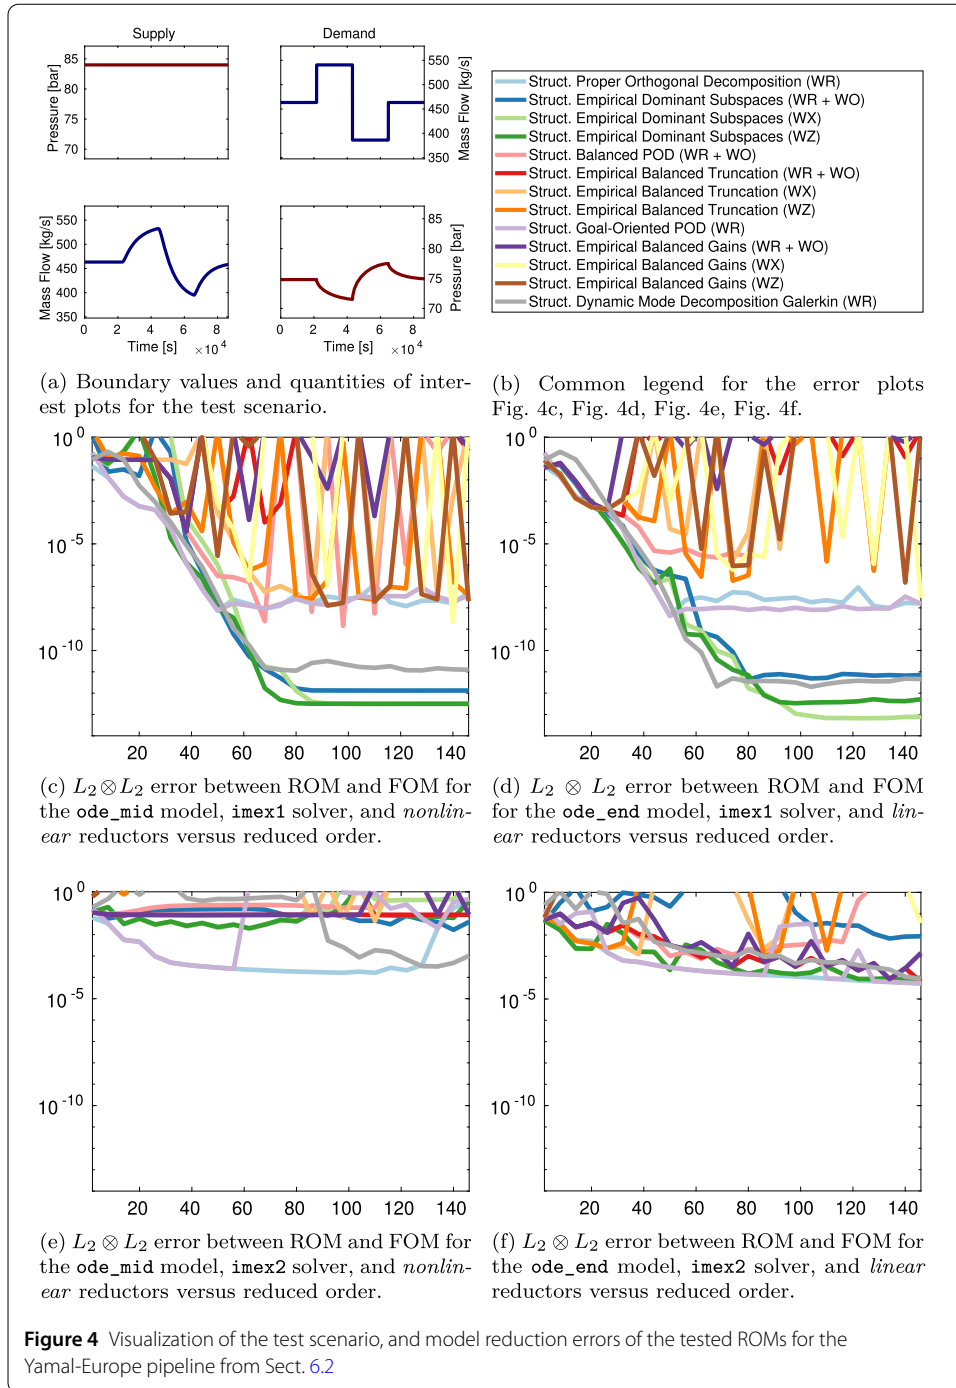 Supply
Demand
Pressure [bar]
85
80
75
70
550
500
450
400
350
Mass Flow [kg/s]
Mass Flow [kg/s]
550
500
450
400
350
85
80
75
70
Pressure [bar]
0 2 4 6 8
Time [s] ×10^4
0 2 4 6 8
Time [s] ×10^4
(a) Boundary values and quantities of inter-
est plots for the test scenario.
Struct. Proper Orthogonal Decomposition (WR)
Struct. Empirical Dominant Subspaces (WR + WO)
Struct. Empirical Dominant Subspaces (WX)
Struct. Empirical Dominant Subspaces (WZ)
Struct. Balanced POD (WR + WO)
Struct. Empirical Balanced Truncation (WR + WO)
Struct. Empirical Balanced Truncation (WX)
Struct. Empirical Balanced Truncation (WZ)
Struct. Goal-Oriented POD (WR)
Struct. Empirical Balanced Gains (WR + WO)
Struct. Empirical Balanced Gains (WX)
Struct. Empirical Balanced Gains (WZ)
Struct. Dynamic Mode Decomposition Galerkin (WR)
(b) Common legend for the error plots
Fig. 4c, Fig. 4d, Fig. 4e, Fig. 4f.
10^0
10^-5
10^-10
20 40 60 80 100 120 140
(c) L₂⊗L₂ error between ROM and FOM for
the ode_mid model, imex1 solver, and nonlin-
ear reductors versus reduced order.
10^0
10^-5
10^-10
20 40 60 80 100 120 140
(d) L₂ ⊗ L₂ error between ROM and FOM
for the ode_end model, imex1 solver, and lin-
ear reductors versus reduced order.
10^0
10^-5
10^-10
20 40 60 80 100 120 140
(e) L₂ ⊗ L₂ error between ROM and FOM for
the ode_mid model, imex2 solver, and nonlin-
ear reductors versus reduced order.
10^0
10^-5
10^-10
20 40 60 80 100 120 140
(f) L₂ ⊗ L₂ error between ROM and FOM for
the ode_end model, imex2 solver, and linear
reductors versus reduced order.
Figure 4 Visualization of the test scenario, and model reduction errors of the tested ROMs for the
Yamal-Europe pipeline from Sect. 6.2